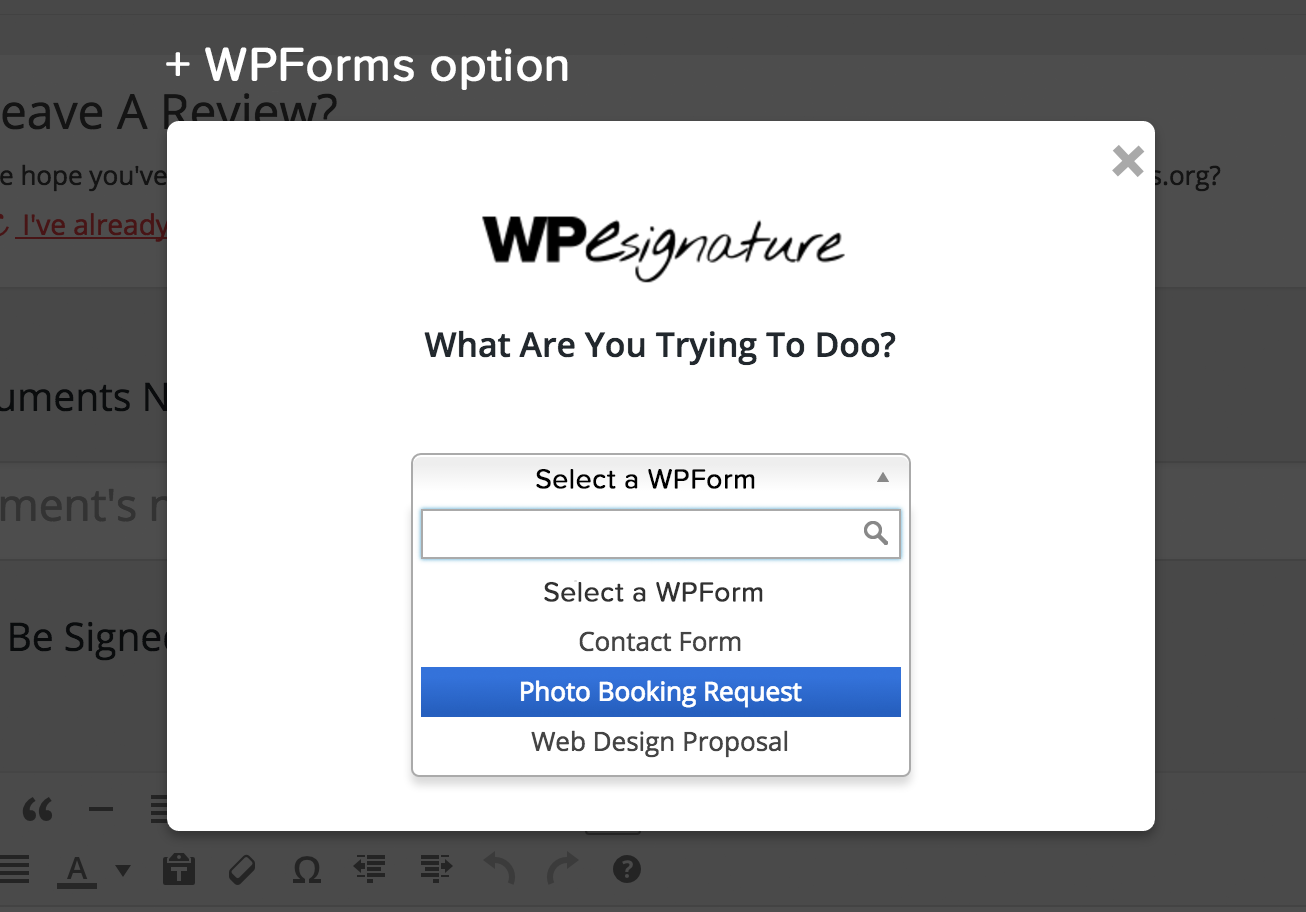 + WPForms option
eave A Review?
e hope you've
s.org?
I've already
WPesignature
What Are You Trying To Doo?
uments N
Select a WPForm
ment's n
Select a WPForm
Contact Form
Be Signed
Photo Booking Request
Web Design Proposal